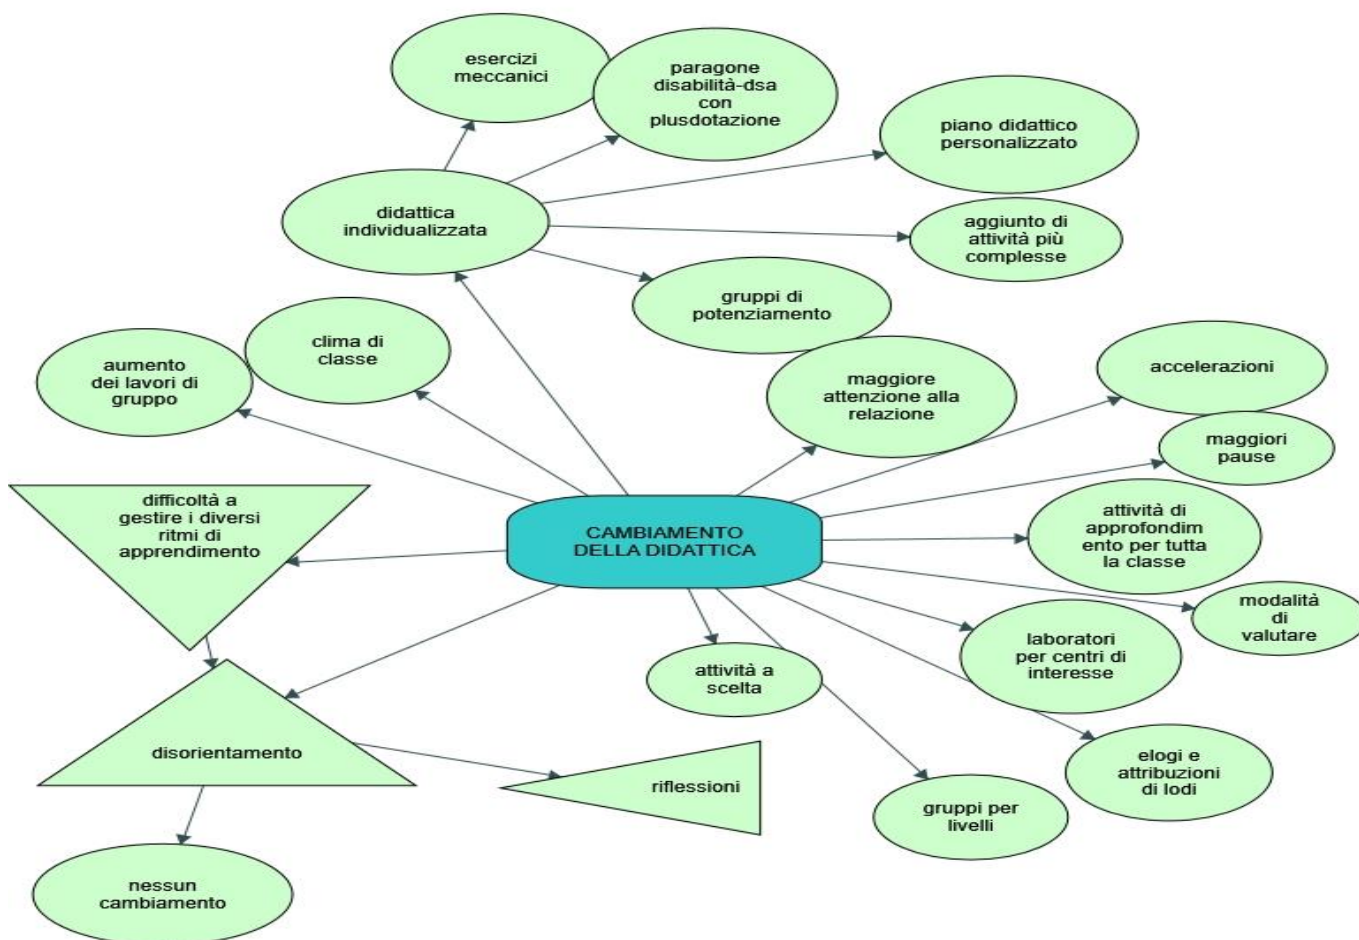 esercizi
meccanici
paragone
disabilità-dsa
con
plusdotazione
piano didattico
personalizzato
didattica
individualizzata
aggiunto di
attività più
complesse
gruppi di
potenziamento
clima di
classe
aumento
dei lavori di
gruppo
maggiore
attenzione alla
relazione
accelerazioni
maggiori
pause
difficoltà a
gestire i diversi
ritmi di
apprendimento
CAMBIAMENTO
DELLA DIDATTICA
attività di
approfondim
ento per tutta
la classe
modalità
di
valutare
laboratori
per centri di
interesse
attività a
scelta
disorientamento
riflessioni
elogi e
attribuzioni
di lodi
gruppi per
livelli
nessun
cambiamento